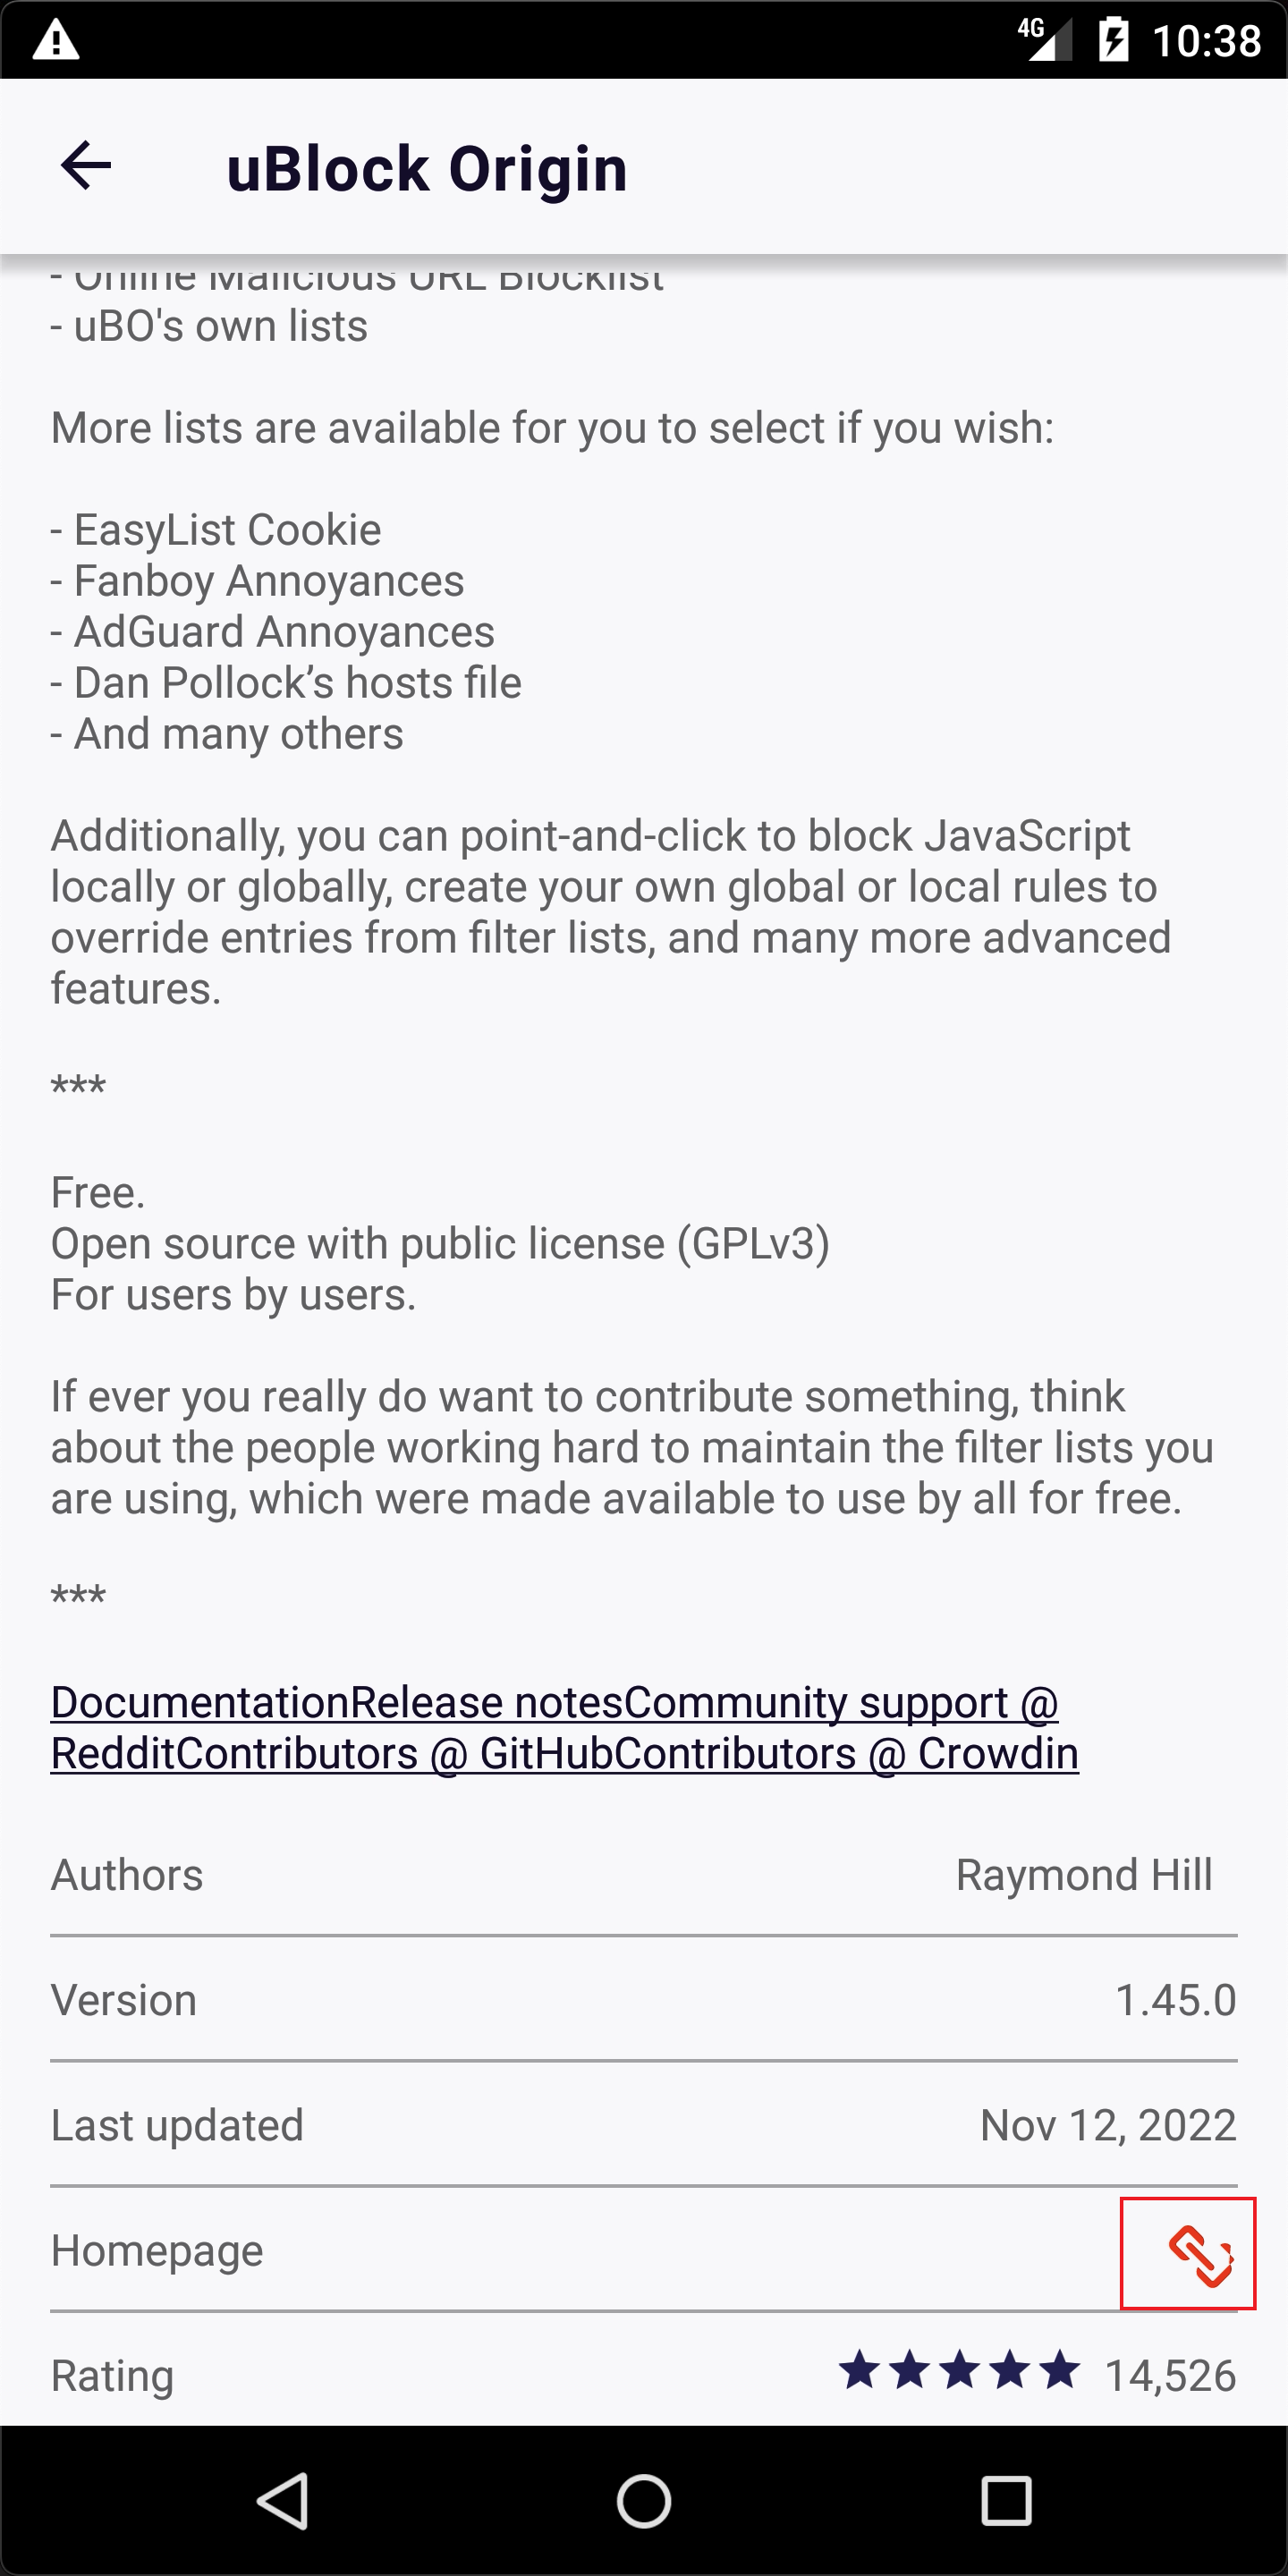 4G 10:38
uBlock Origin
- Online Malicious URL Blocklist
- uBO's own lists
More lists are available for you to select if you wish:
- EasyList Cookie
- Fanboy Annoyances
- AdGuard Annoyances
- Dan Pollock’s hosts file
- And many others
Additionally, you can point-and-click to block JavaScript
locally or globally, create your own global or local rules to
override entries from filter lists, and many more advanced
features.
***
Free.
Open source with public license (GPLv3)
For users by users.
If ever you really do want to contribute something, think
about the people working hard to maintain the filter lists you
are using, which were made available to use by all for free.
***
DocumentationRelease notesCommunity support @
RedditContributors @ GitHubContributors @ Crowdin
Authors Raymond Hill
Version 1.45.0
Last updated Nov 12, 2022
Homepage
Rating 14,526